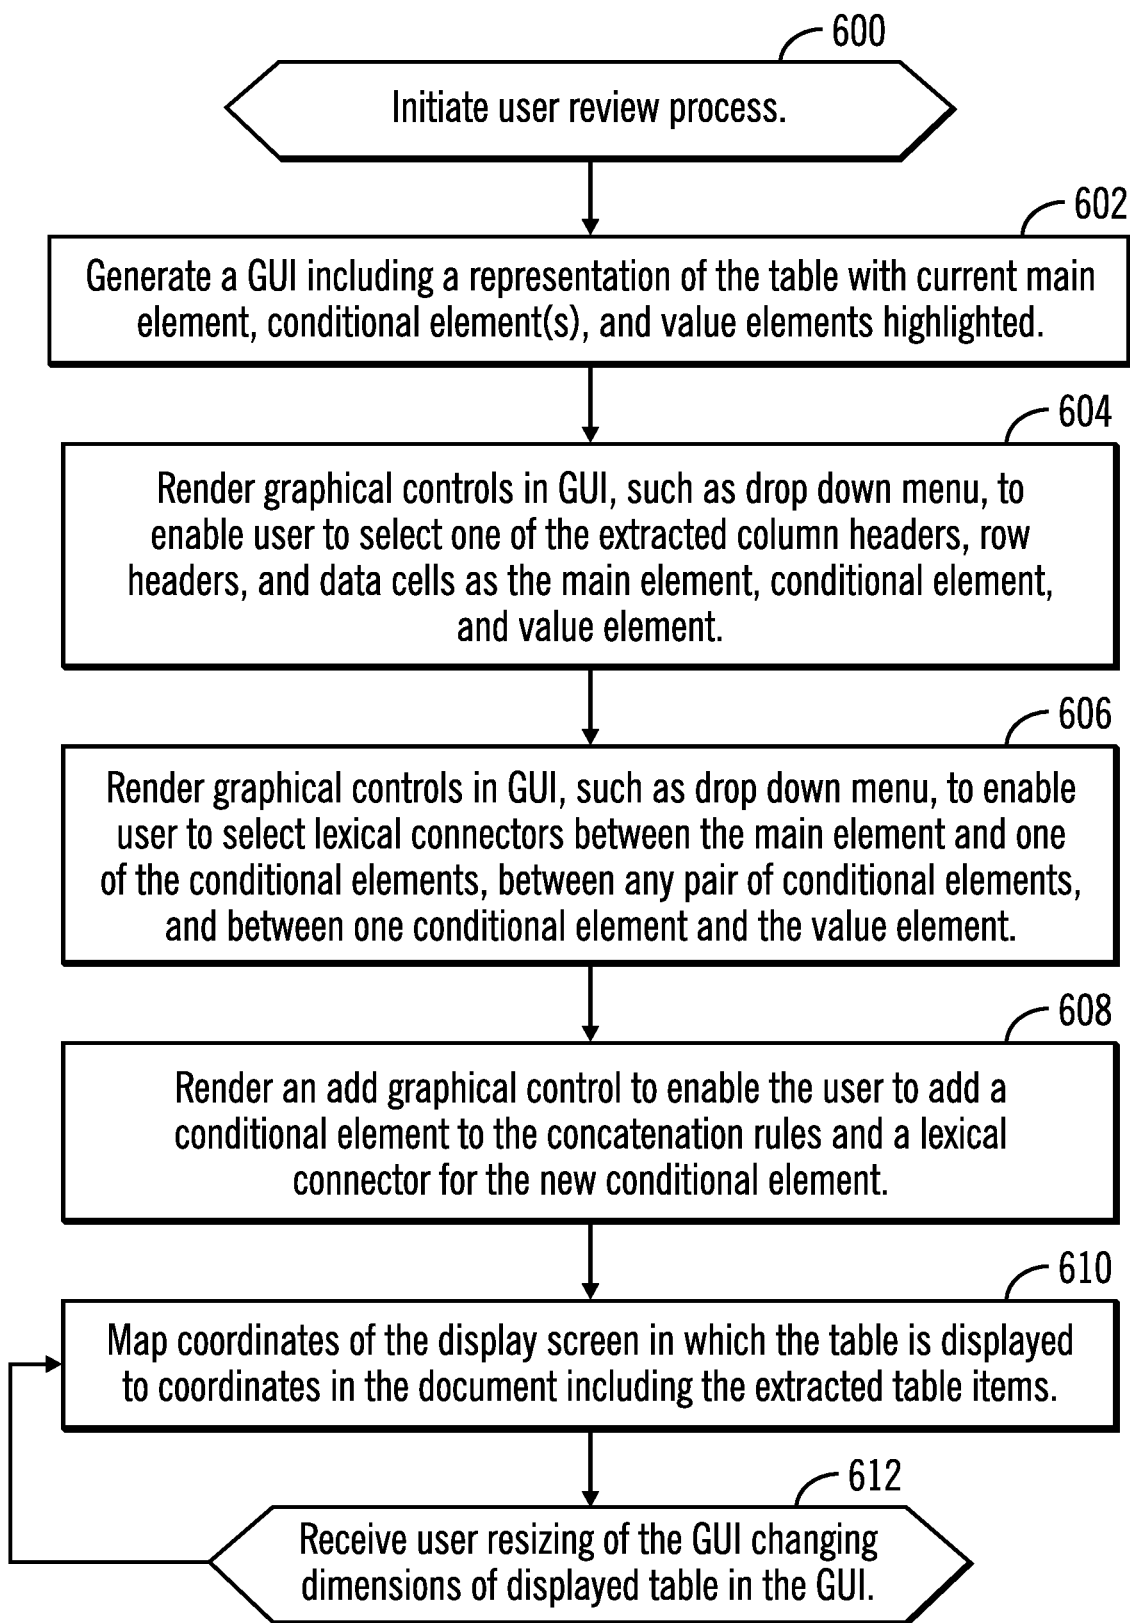 600
Initiate user review process.
602
Generate a GUI including a representation of the table with current main
element, conditional element(s), and value elements highlighted.
604
Render graphical controls in GUI, such as drop down menu, to
enable user to select one of the extracted column headers, row
headers, and data cells as the main element, conditional element,
and value element.
606
Render graphical controls in GUI, such as drop down menu, to enable
user to select lexical connectors between the main element and one
of the conditional elements, between any pair of conditional elements,
and between one conditional element and the value element.
608
Render an add graphical control to enable the user to add a
conditional element to the concatenation rules and a lexical
connector for the new conditional element.
610
Map coordinates of the display screen in which the table is displayed
to coordinates in the document including the extracted table items.
612
Receive user resizing of the GUI changing
dimensions of displayed table in the GUI.